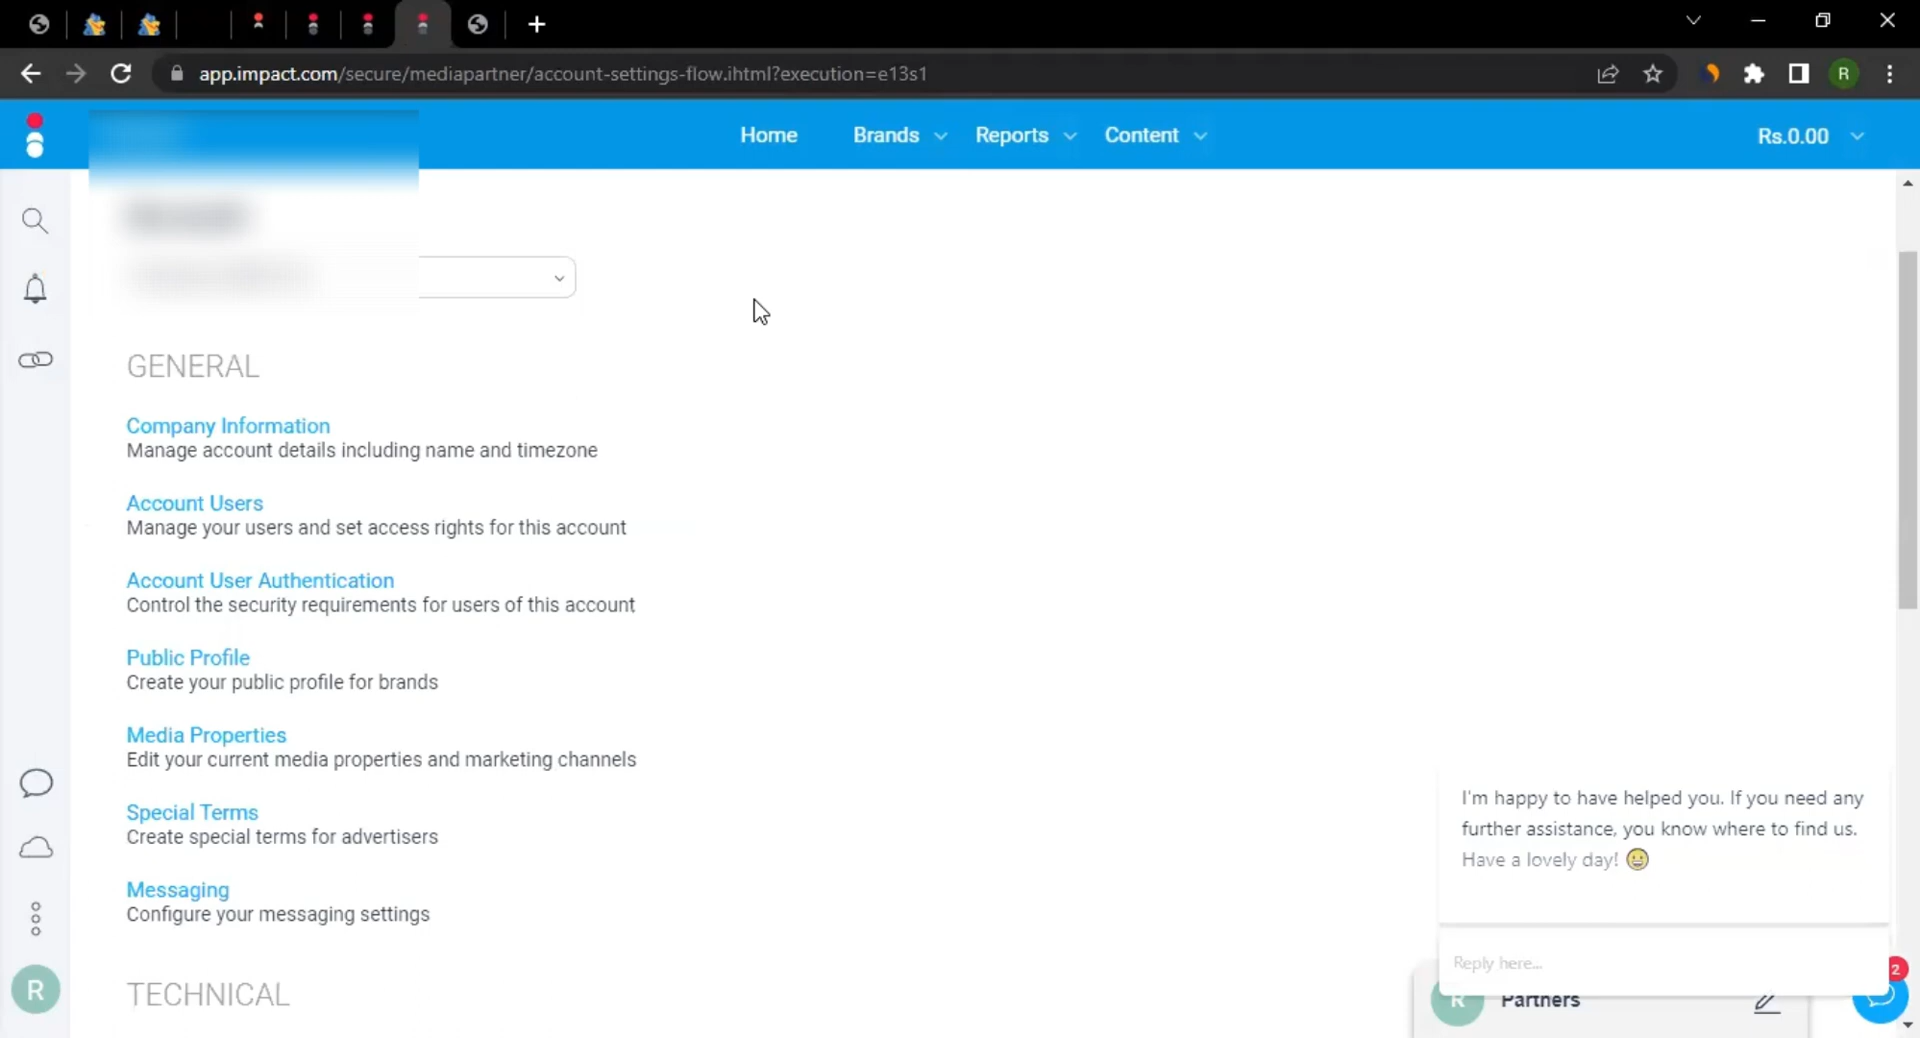 app.impact.com/secure/mediapartner/account-settings-flow.ihtml?execution=e13s1
R
Home
Brands
Reports
Content
Rs.0.00
GENERAL
Company Information
Manage account details including name and timezone
Account Users
Manage your users and set access rights for this account
Account User Authentication
Control the security requirements for users of this account
Public Profile
Create your public profile for brands
Media Properties
Edit your current media properties and marketing channels
Special Terms
Create special terms for advertisers
Messaging
Configure your messaging settings
TECHNICAL
R
I'm happy to have helped you. If you need any
further assistance, you know where to find us.
Have a lovely day!
Reply here...
2
R
Partners